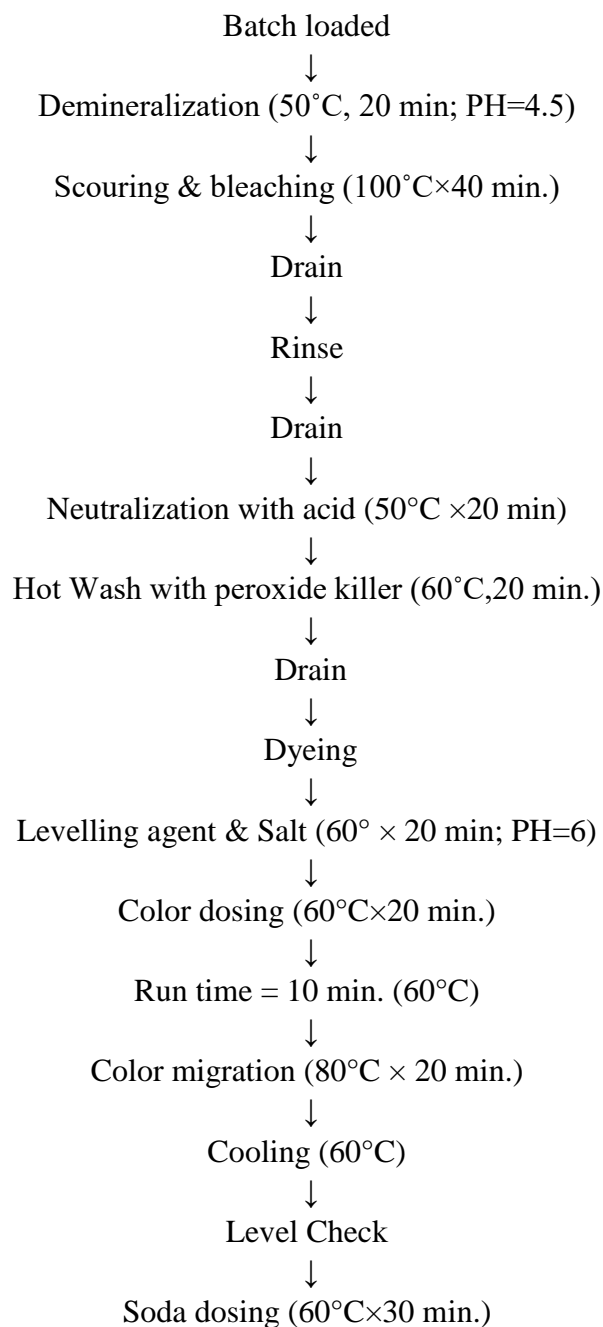 Batch loaded
↓
Demineralization (50˚C, 20 min; PH=4.5)
↓
Scouring & bleaching (100˚C×40 min.)
↓
Drain
↓
Rinse
↓
Drain
↓
Neutralization with acid (50°C ×20 min)
↓
Hot Wash with peroxide killer (60˚C,20 min.)
↓
Drain
↓
Dyeing
↓
Levelling agent & Salt (60° × 20 min; PH=6)
↓
Color dosing (60°C×20 min.)
↓
Run time = 10 min. (60°C)
↓
Color migration (80°C × 20 min.)
↓
Cooling (60°C)
↓
Level Check
↓
Soda dosing (60°C×30 min.)